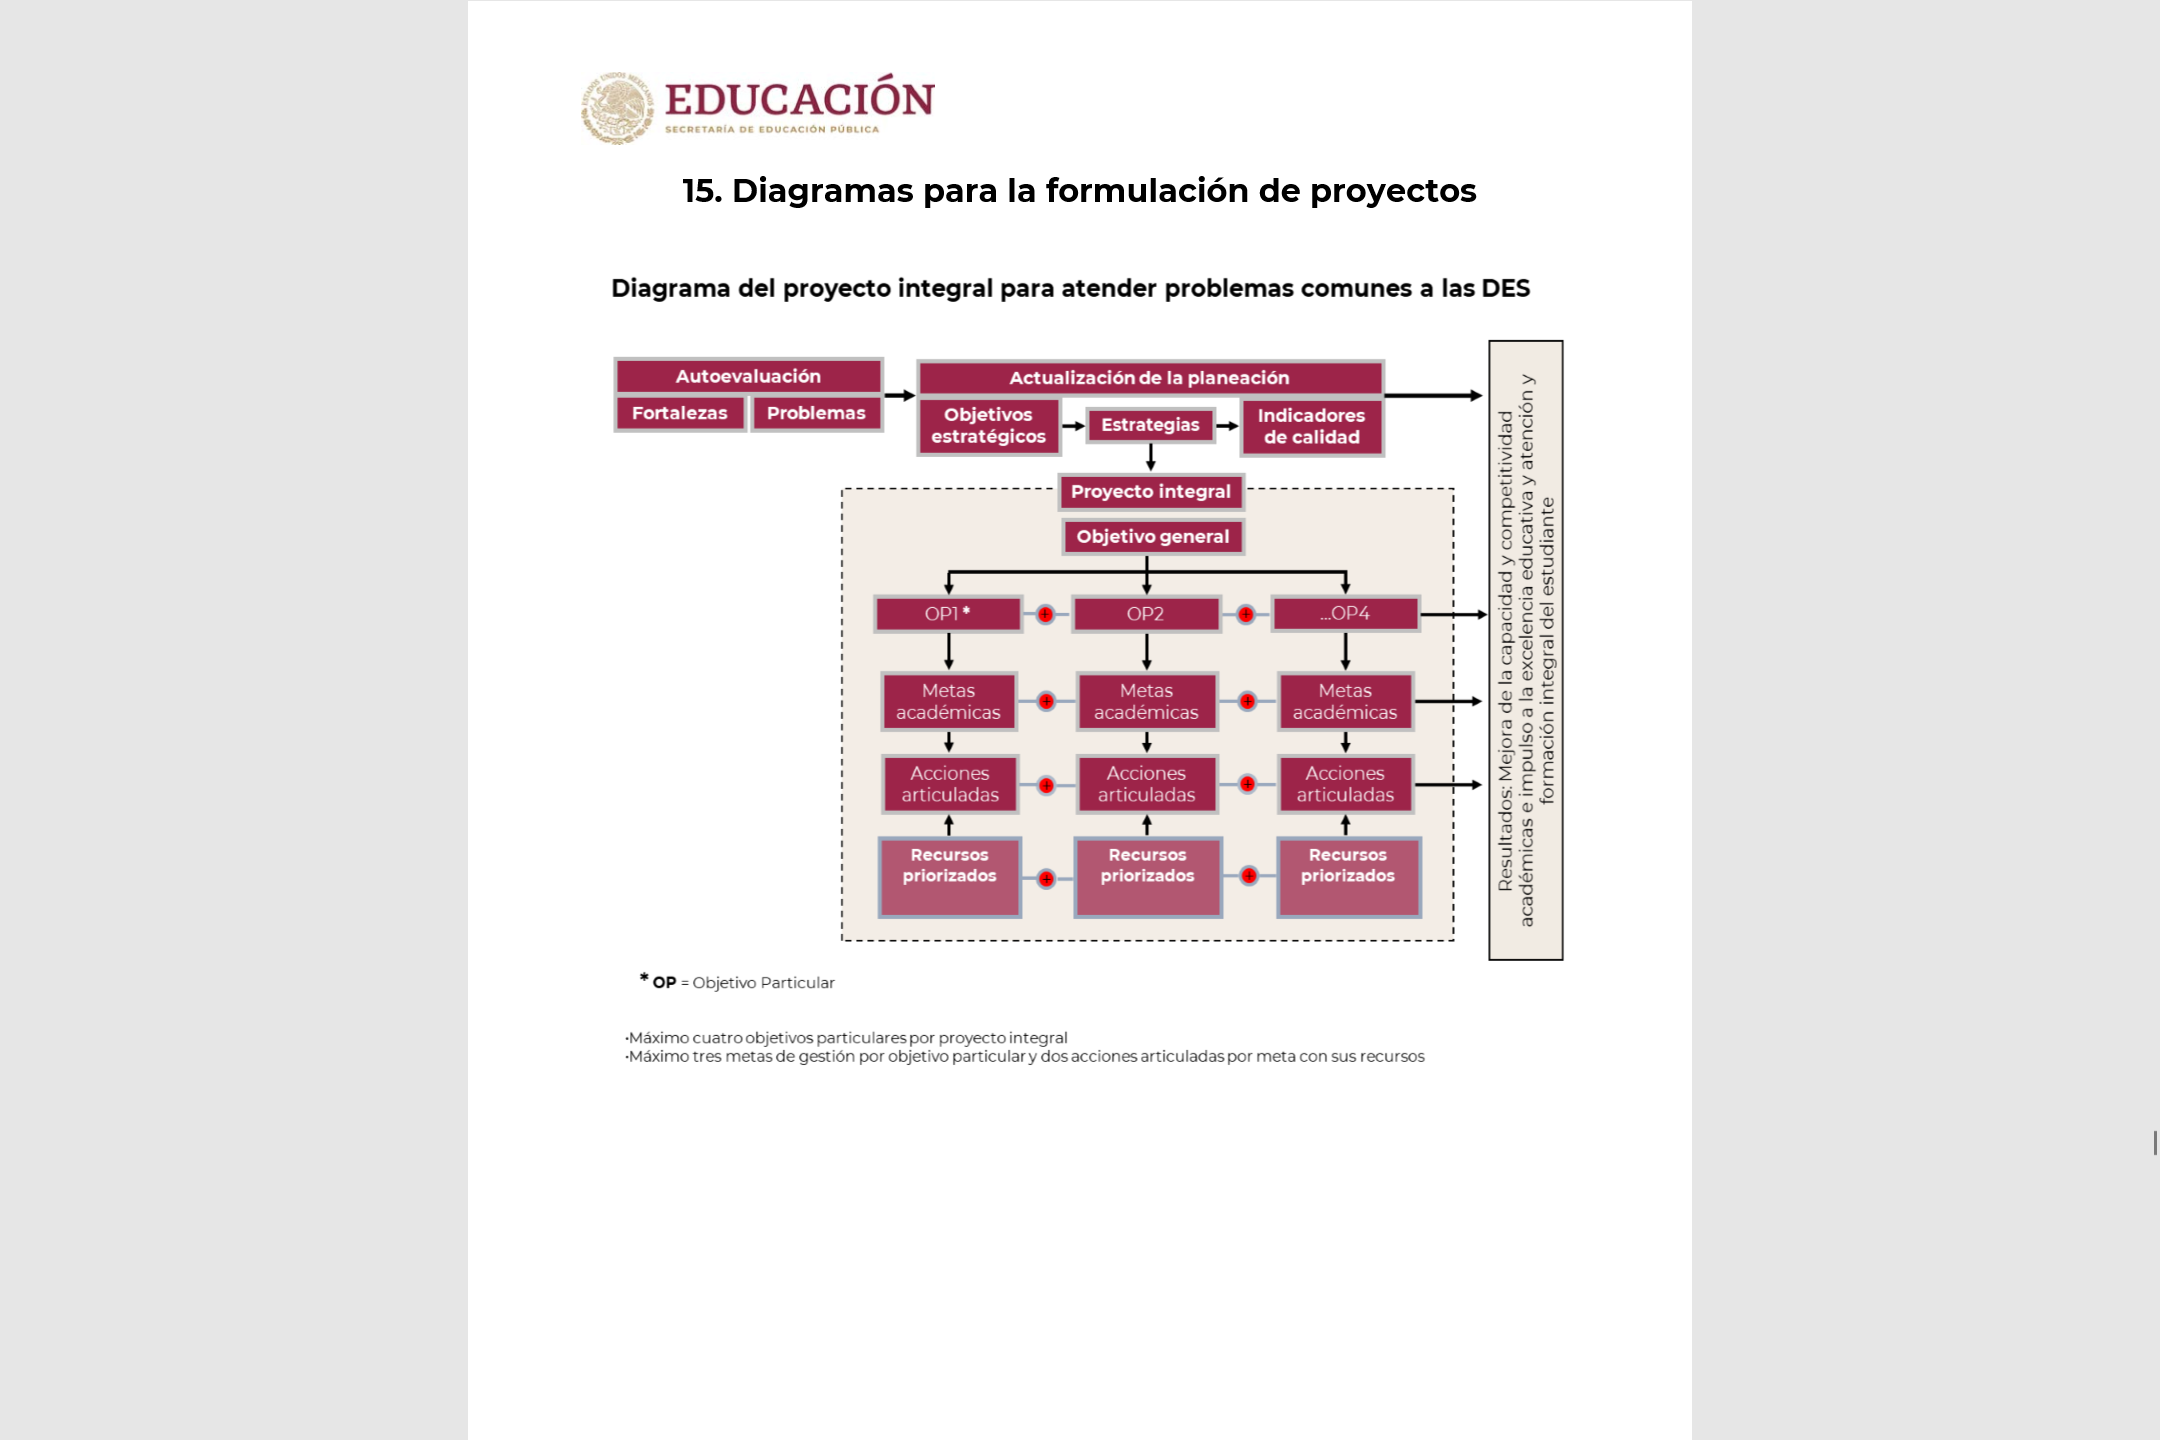 EDUCACIÓN
SECRETARÍA DE EDUCACIÓN PÚBLICA
15. Diagramas para la formulación de proyectos
Diagrama del proyecto integral para atender problemas comunes a las DES
Autoevaluación
Fortalezas
Problemas
Actualización de la planeación
Objetivos
estratégicos
Estrategias
Indicadores
de calidad
Proyecto integral
Objetivo general
OP1 *
+
OP2
+
...OP4
Metas
académicas
+
Metas
académicas
+
Metas
académicas
Acciones
articuladas
+
Acciones
articuladas
+
Acciones
articuladas
Recursos
priorizados
+
Recursos
priorizados
+
Recursos
priorizados
Resultados: Mejora de la capacidad y competitividad
académicas e impulso a la excelencia educativa y atención y
formación integral del estudiante
* OP = Objetivo Particular
•Máximo cuatro objetivos particulares por proyecto integral
•Máximo tres metas de gestión por objetivo particular y dos acciones articuladas por meta con sus recursos